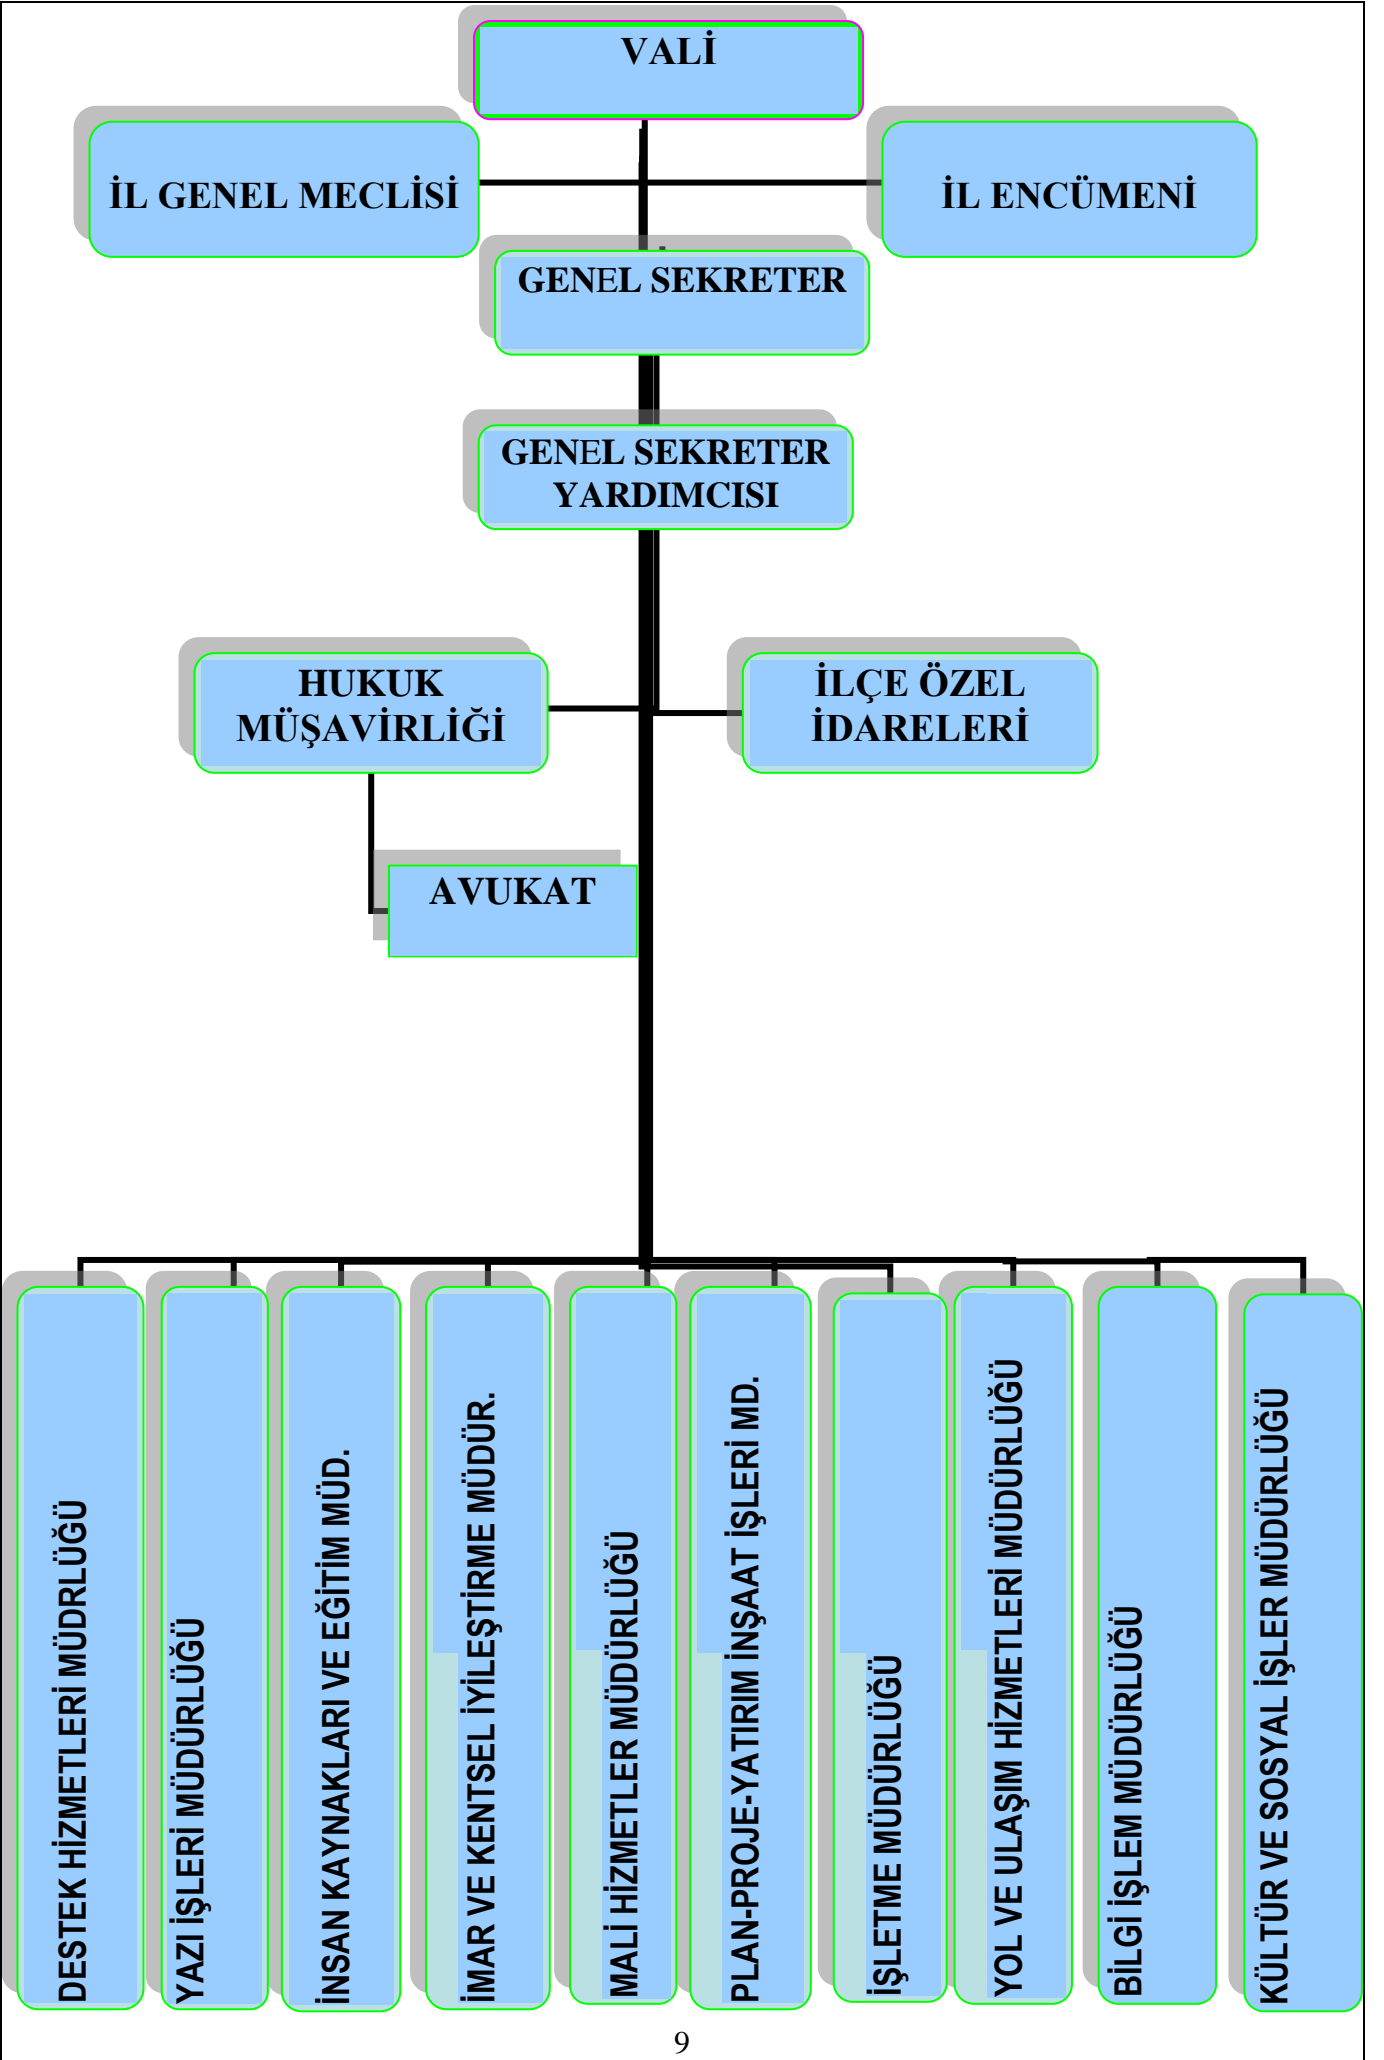 VALİ
İL GENEL MECLİSİ
İL ENCÜMENİ
GENEL SEKRETER
GENEL SEKRETER
YARDIMCISI
HUKUK
MÜŞAVİRLİĞİ
İLÇE ÖZEL
İDARELERİ
AVUKAT
DESTEK HİZMETLERİ MÜDRLÜĞÜ
YAZI İŞLERİ MÜDÜRLÜĞÜ
İNSAN KAYNAKLARI VE EĞİTİM MÜD.
İMAR VE KENTSEL İYİLEŞTİRME MÜDÜR.
MALİ HİZMETLER MÜDÜRLÜĞÜ
PLAN-PROJE-YATIRIM İNŞAAT İŞLERİ MD.
İŞLETME MÜDÜRLÜĞÜ
YOL VE ULAŞIM HİZMETLERİ MÜDÜRLÜĞÜ
BİLGİ İŞLEM MÜDÜRLÜĞÜ
KÜLTÜR VE SOSYAL İŞLER MÜDÜRLÜĞÜ
9